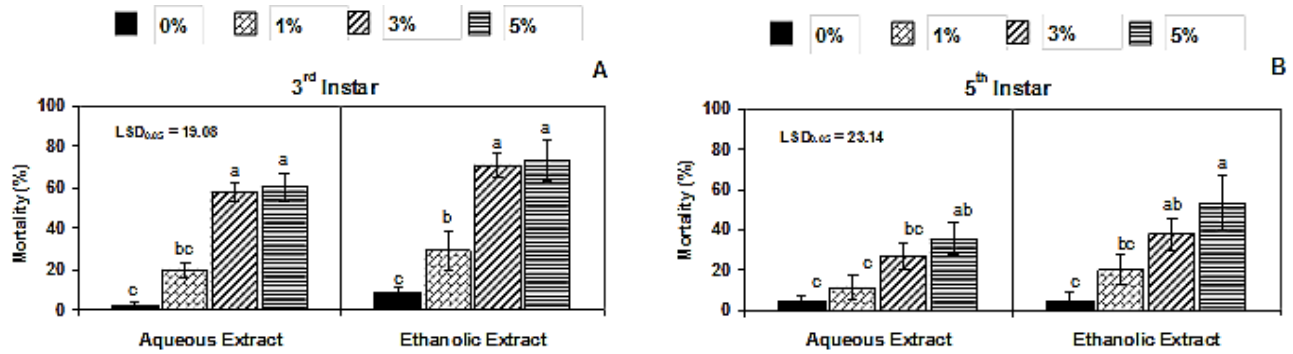 0% 1% 3% 5%
A
3rd Instar
100
80
60
40
20
0
Mortality (%)
LSD0.05 = 19.08
c bc a a
c b a a
Aqueous Extract Ethanolic Extract
0% 1% 3% 5%
B
5th Instar
100
80
60
40
20
0
Mortality (%)
LSD0.05 = 23.14
c c bc ab
c bc ab a
Aqueous Extract Ethanolic Extract